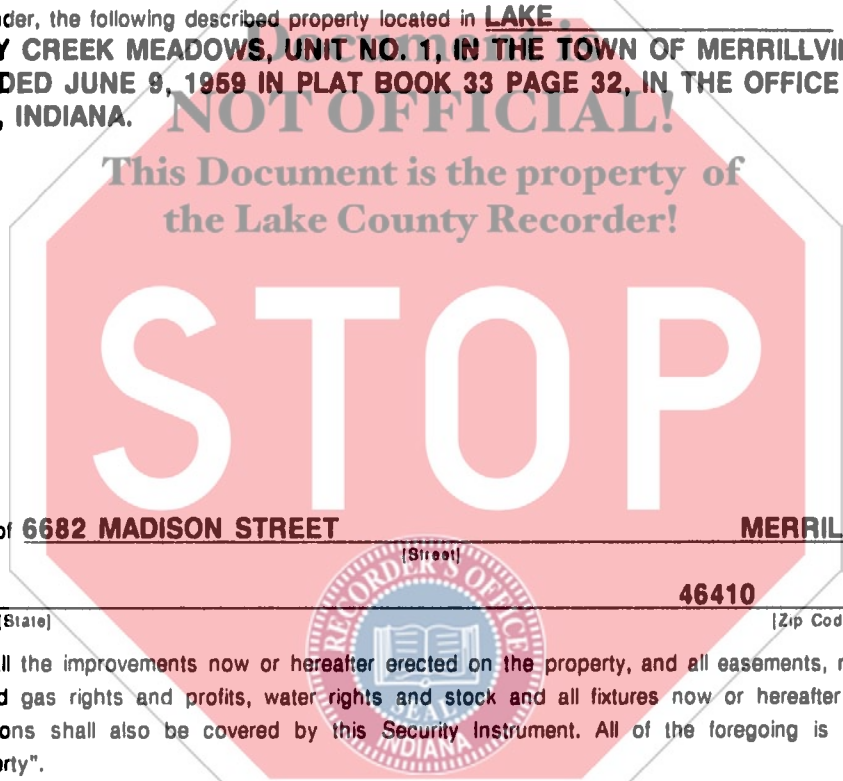 der, the following described property located in LAKE
Document is
Y CREEK MEADOWS, UNIT NO. 1, IN THE TOWN OF MERRILLVI
DED JUNE 9, 1959 IN PLAT BOOK 33 PAGE 32, IN THE OFFICE
, INDIANA.
NOT OFFICIAL!
This Document is the property of
the Lake County Recorder!
STOP
of 6682 MADISON STREET MERRIL
[Street]
46410
[State] [Zip Cod
ll the improvements now or hereafter erected on the property, and all easements, r
d gas rights and profits, water rights and stock and all fixtures now or hereafter
ons shall also be covered by this Security Instrument. All of the foregoing is
rty".
RECORDER'S OFFICE
SEAL
INDIANA